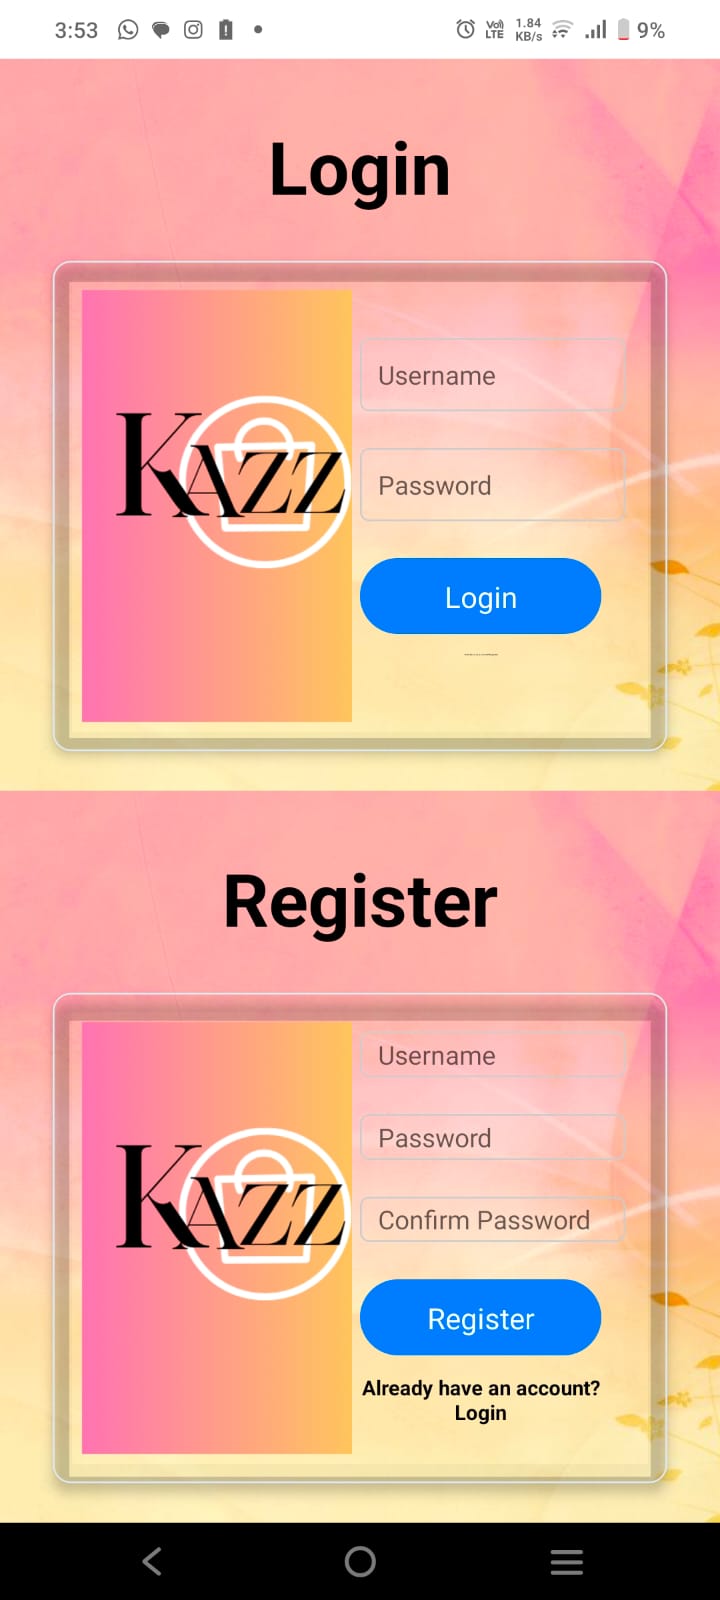 3:53
Vo) LTE
1.84 KB/s
9%
Login
KAZZ
Username
Password
Login
Register
KAZZ
Username
Password
Confirm Password
Register
Already have an account?
Login